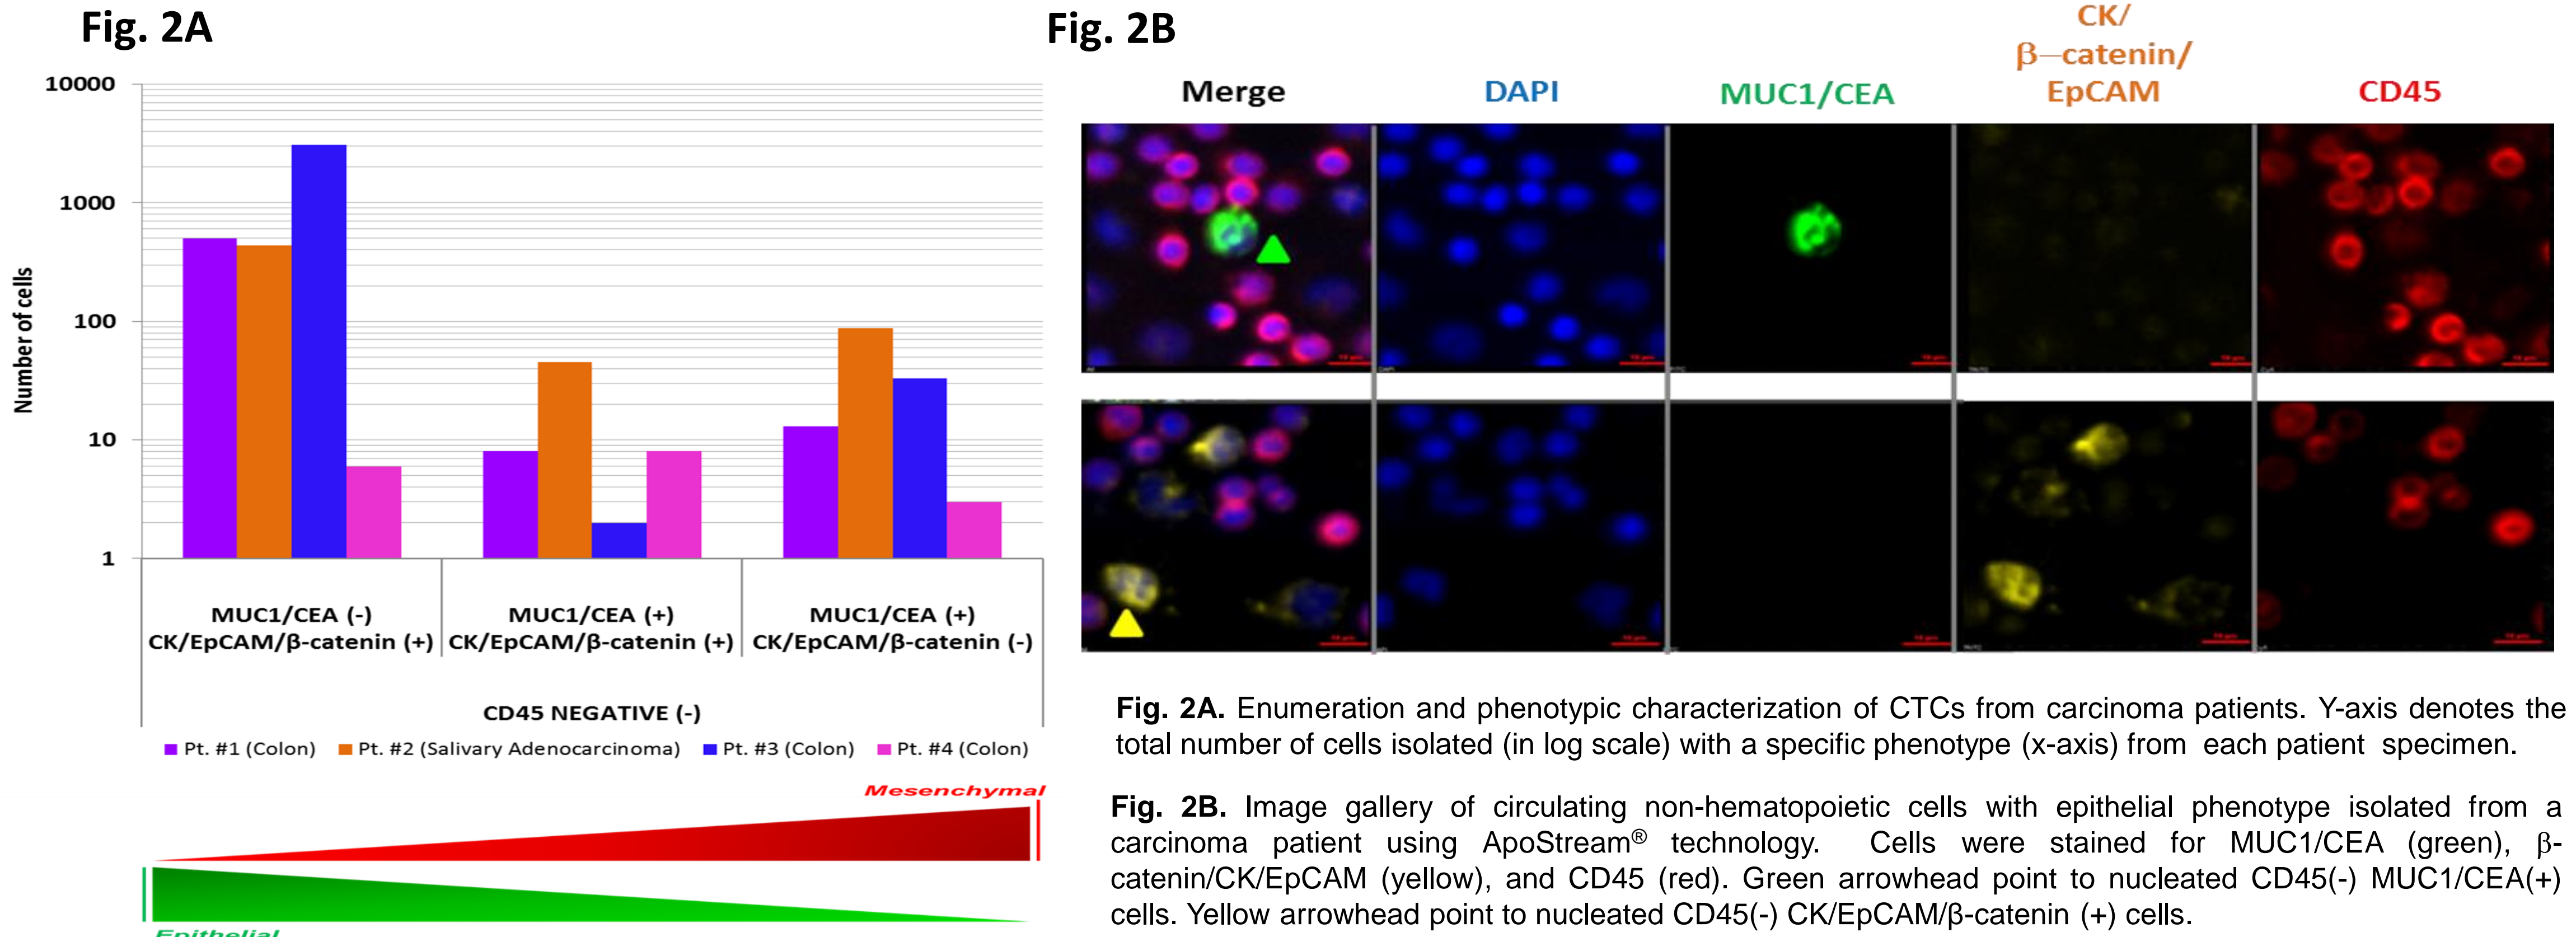 Fig. 2A
10000
1000
100
10
1
Number of cells
MUC1/CEA (-)
CK/EpCAM/β-catenin (+)
MUC1/CEA (+)
CK/EpCAM/β-catenin (+)
MUC1/CEA (+)
CK/EpCAM/β-catenin (-)
CD45 NEGATIVE (-)
Pt. #1 (Colon)
Pt. #2 (Salivary Adenocarcinoma)
Pt. #3 (Colon)
Pt. #4 (Colon)
Mesenchymal
Epithelial
Fig. 2B
Merge
DAPI
MUC1/CEA
CK/
β–catenin/
EpCAM
CD45
Fig. 2A. Enumeration and phenotypic characterization of CTCs from carcinoma patients. Y-axis denotes the
total number of cells isolated (in log scale) with a specific phenotype (x-axis) from each patient specimen.
Fig. 2B. Image gallery of circulating non-hematopoietic cells with epithelial phenotype isolated from a
carcinoma patient using ApoStream® technology. Cells were stained for MUC1/CEA (green), β-
catenin/CK/EpCAM (yellow), and CD45 (red). Green arrowhead point to nucleated CD45(-) MUC1/CEA(+)
cells. Yellow arrowhead point to nucleated CD45(-) CK/EpCAM/β-catenin (+) cells.